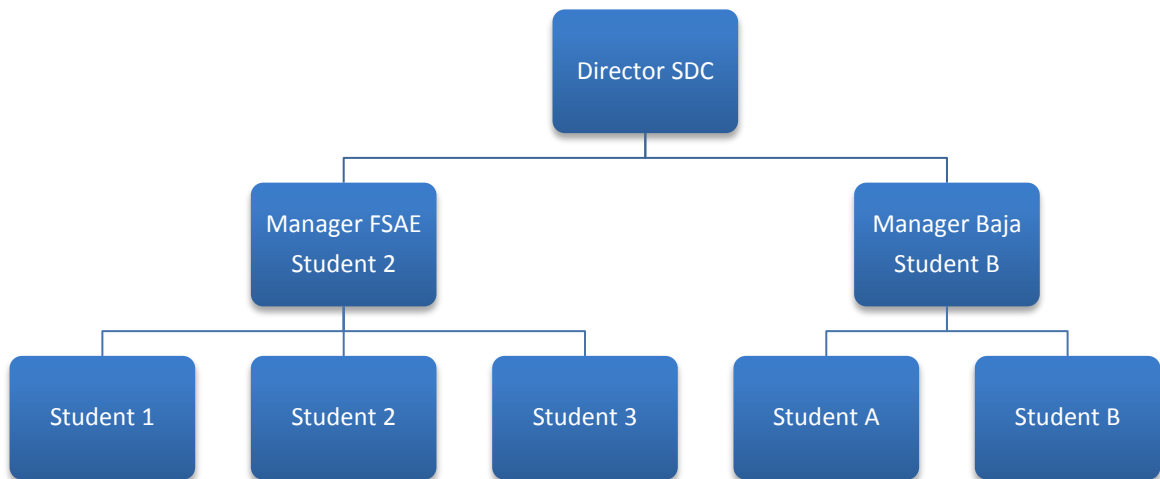 Director SDC
Manager FSAE
Student 2
Manager Baja
Student B
Student 1
Student 2
Student 3
Student A
Student B